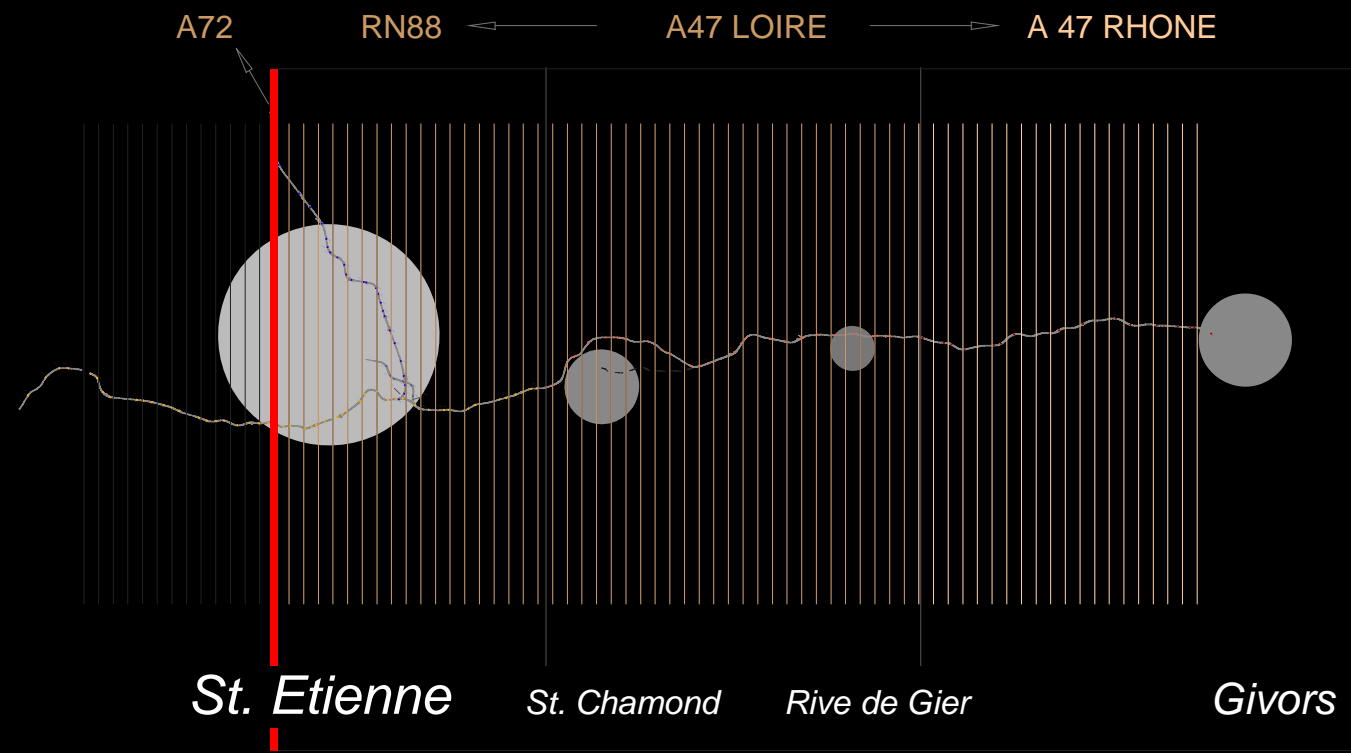 A72 RN88 A47 LOIRE A 47 RHONE
St. Etienne St. Chamond Rive de Gier Givors